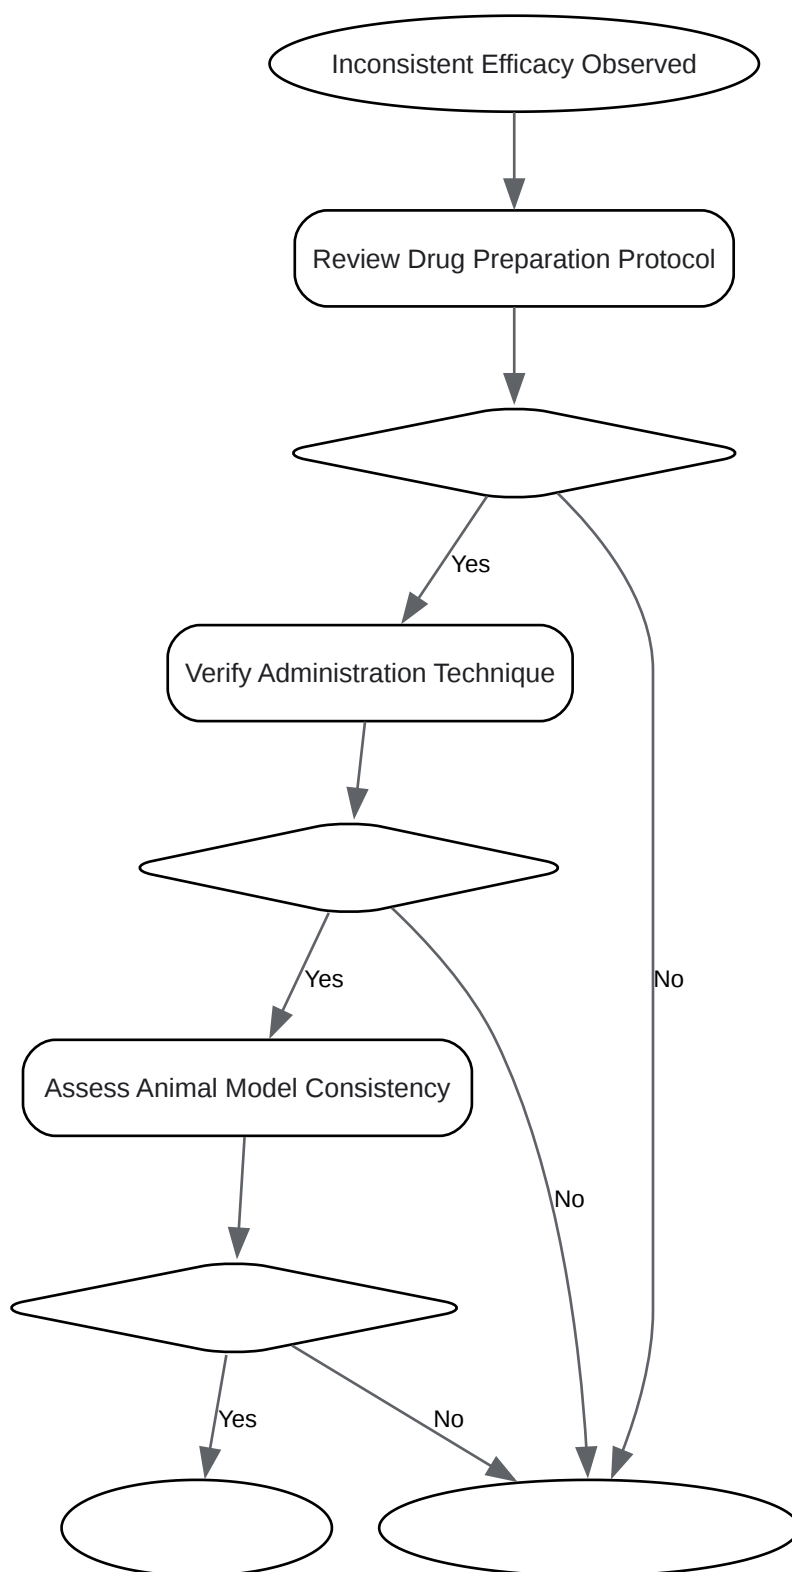 Inconsistent Efficacy Observed
Review Drug Preparation Protocol
Yes
Verify Administration Technique
Yes
No
Assess Animal Model Consistency
No
Yes
No